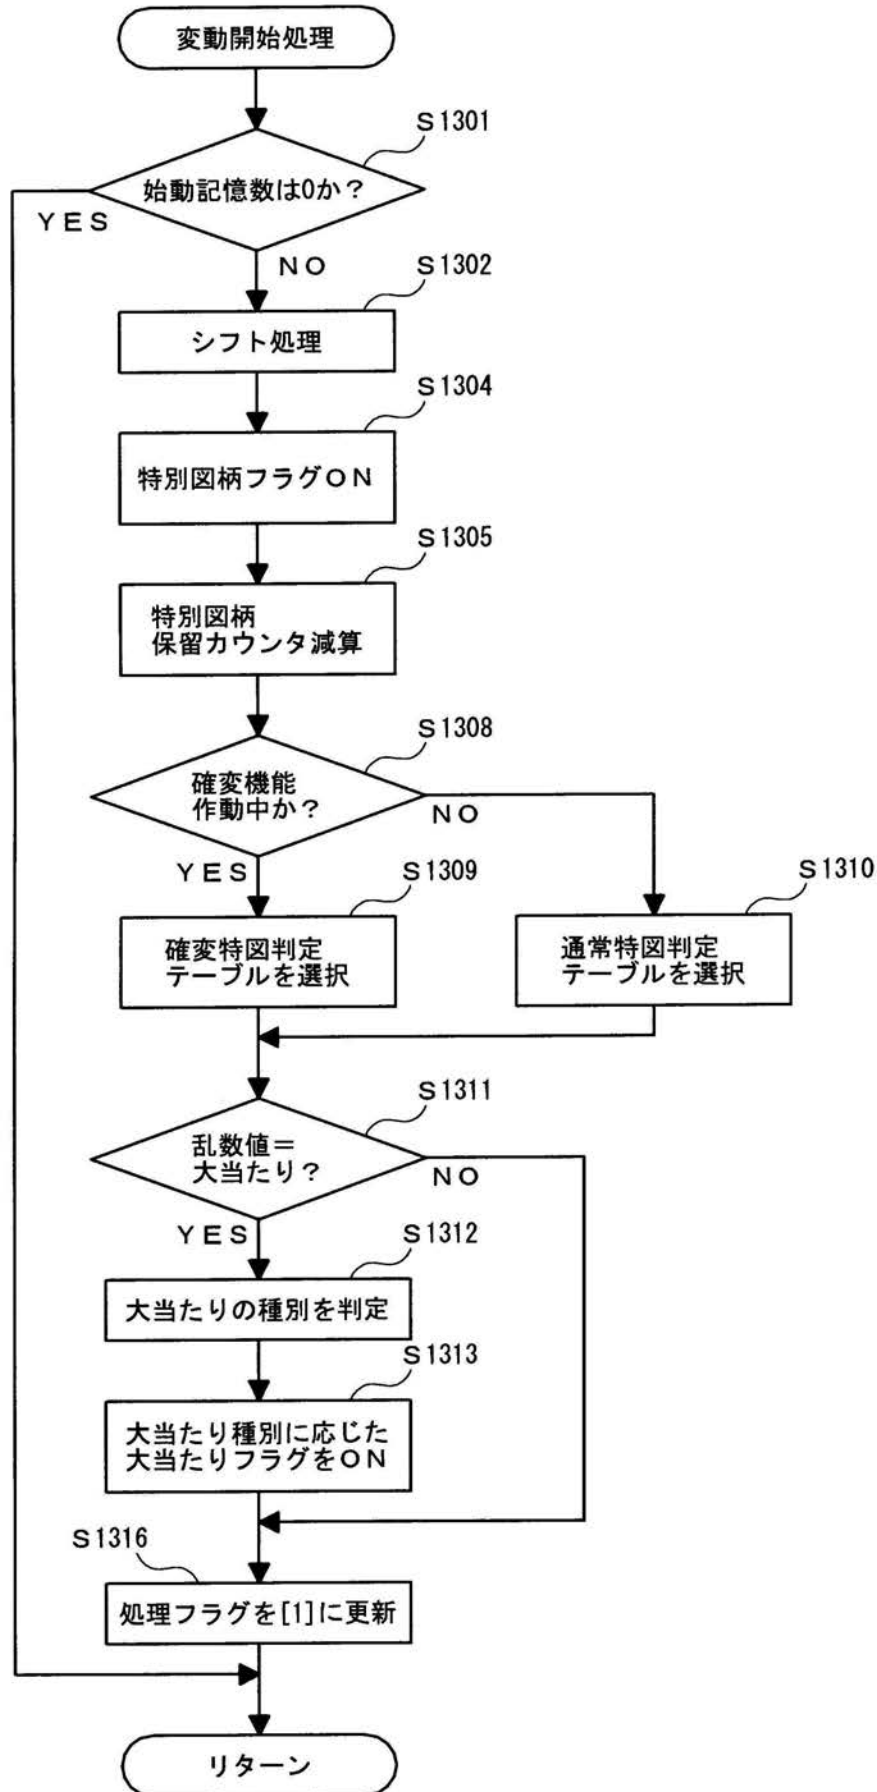 変動開始処理
S1301
始動記憶数は0か？
YES
NO
S1302
シフト処理
S1304
特別図柄フラグON
S1305
特別図柄
保留カウンタ減算
S1308
確変機能
作動中か？
NO
YES
S1309
S1310
確変特図判定
テーブルを選択
通常特図判定
テーブルを選択
S1311
乱数値＝
大当たり？
NO
YES
S1312
大当たりの種別を判定
S1313
大当たり種別に応じた
大当たりフラグをON
S1316
処理フラグを[1]に更新
リターン